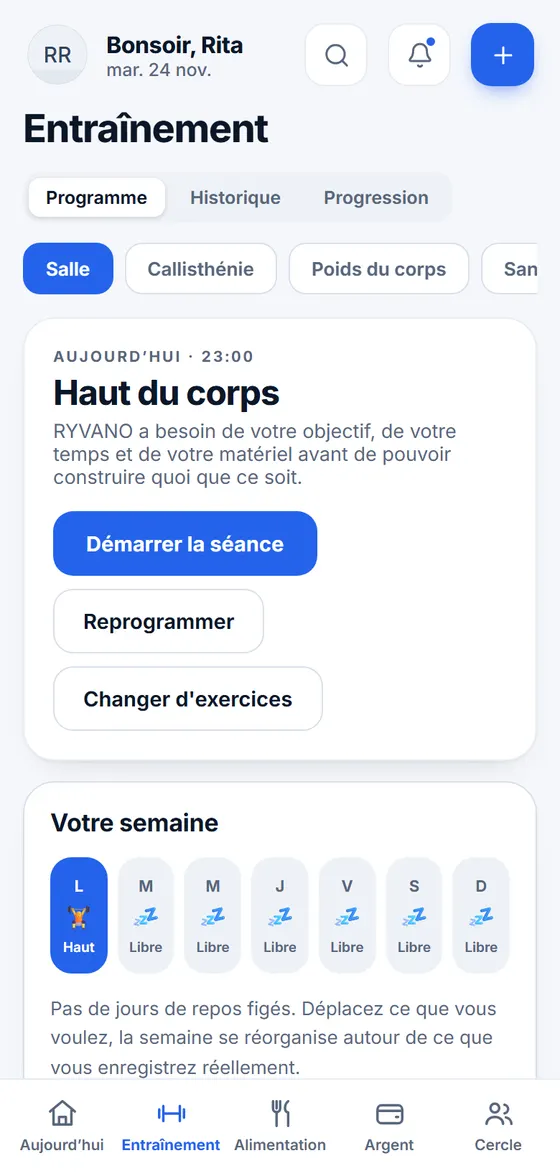 RR
Bonsoir, Rita
mar. 24 nov.
Entraînement
Programme Historique Progression
Salle Callisthénie Poids du corps San
AUJOURD’HUI · 23:00
Haut du corps
RYVANO a besoin de votre objectif, de votre
temps et de votre matériel avant de pouvoir
construire quoi que ce soit.
Démarrer la séance
Reprogrammer
Changer d'exercices
Votre semaine
L M M J V S D
Haut Libre Libre Libre Libre Libre Libre
Pas de jours de repos figés. Déplacez ce que vous
voulez, la semaine se réorganise autour de ce que
vous enregistrez réellement.
Aujourd’hui Entraînement Alimentation Argent Cercle